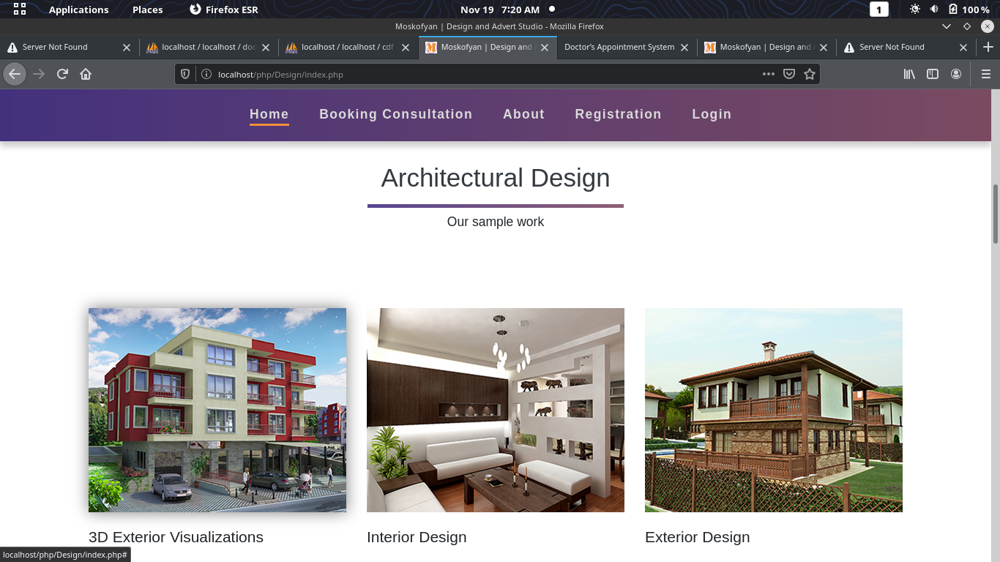 Applications Places Firefox ESR Nov 19 7:20 AM 1 100 %
Moskofyan | Design and Advert Studio - Mozilla Firefox
Server Not Found localhost / localhost / doc localhost / localhost / cdf Moskofyan | Design and Doctor's Appointment System Moskofyan | Design and Server Not Found
localhost/php/Design/index.php
Home Booking Consultation About Registration Login
Architectural Design
Our sample work
3D Exterior Visualizations Interior Design Exterior Design
localhost/php/Design/index.php#